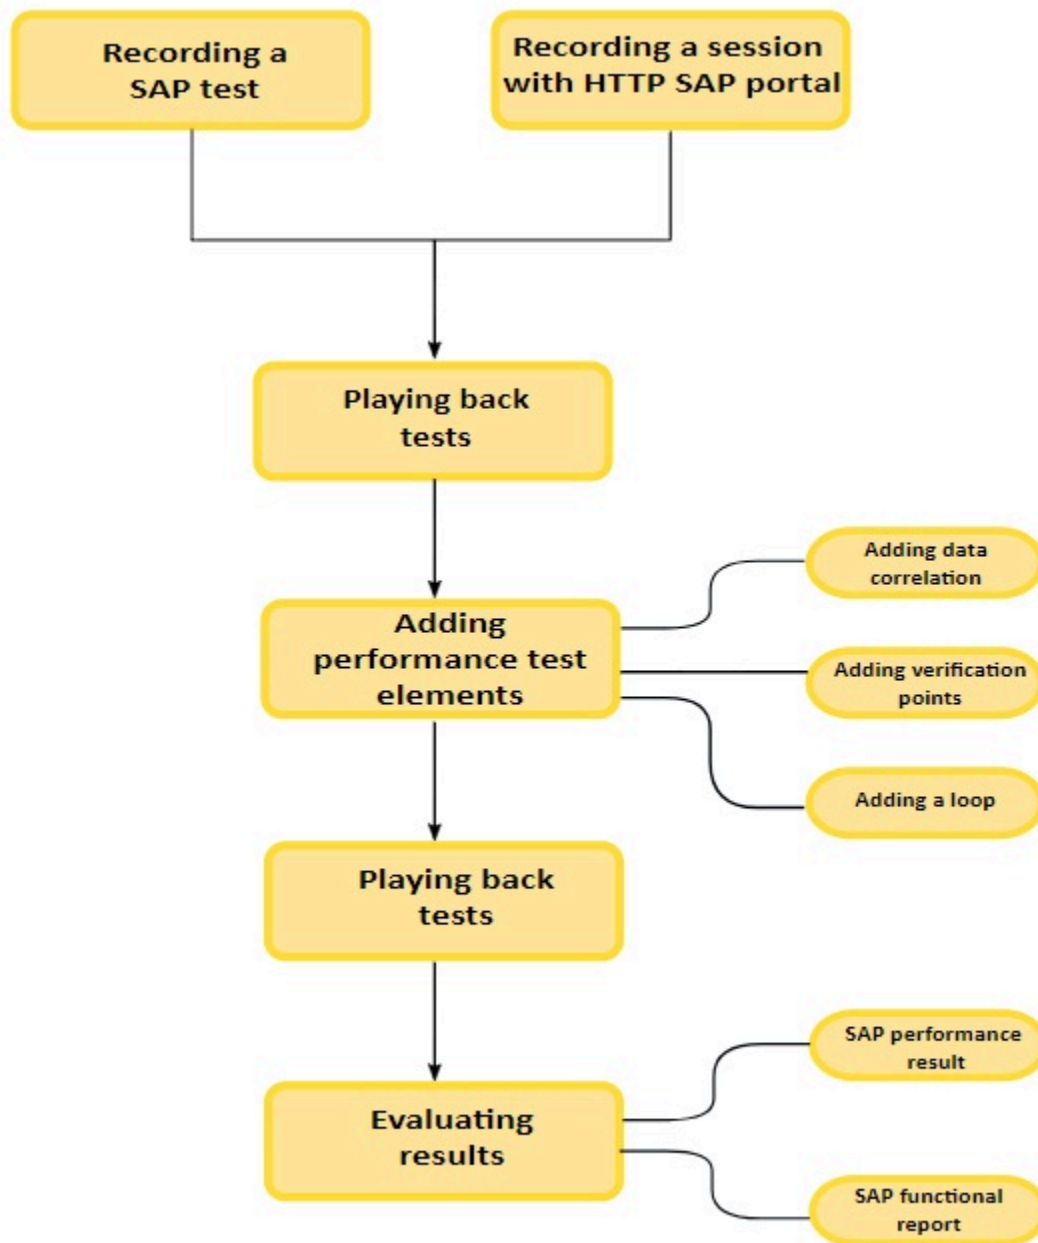 Recording a
SAP test
Recording a session
with HTTP SAP portal
Playing back
tests
Adding
performance test
elements
Adding data
correlation
Adding verification
points
Adding a loop
Playing back
tests
Evaluating
results
SAP performance
result
SAP functional
report